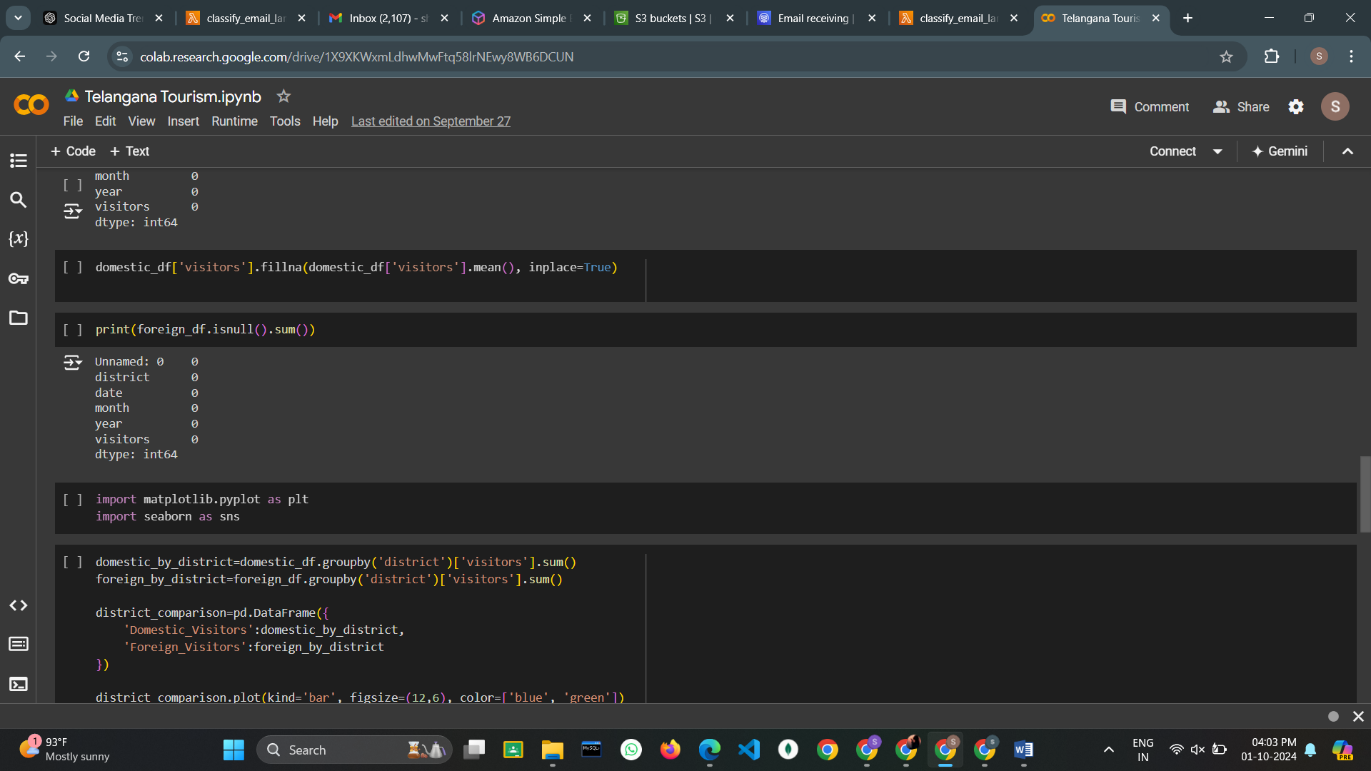 Social Media Tre
classify_email_la
Inbox (2,107) - s
Amazon Simple
S3 buckets | S3 |
Email receiving |
classify_email_la
Telangana Touris
colab.research.google.com/drive/1X9XKWxmLdhwMwFtq58lrNEwy8WB6DCUN
S
Telangana Tourism.ipynb
Comment
Share
S
File Edit View Insert Runtime Tools Help Last edited on September 27
+ Code + Text
Connect
Gemini
[ ]
month 0
year 0
visitors 0
dtype: int64
{x}
[ ] domestic_df['visitors'].fillna(domestic_df['visitors'].mean(), inplace=True)
[ ] print(foreign_df.isnull().sum())
Unnamed: 0 0
district 0
date 0
month 0
year 0
visitors 0
dtype: int64
[ ] import matplotlib.pyplot as plt
import seaborn as sns
[ ] domestic_by_district=domestic_df.groupby('district')['visitors'].sum()
foreign_by_district=foreign_df.groupby('district')['visitors'].sum()
district_comparison=pd.DataFrame({
'Domestic_Visitors':domestic_by_district,
'Foreign_Visitors':foreign_by_district
})
district_comparison.plot(kind='bar', figsize=(12,6), color=['blue', 'green'])
1
93°F
Mostly sunny
Search
ENG
IN
04:03 PM
01-10-2024
PRE